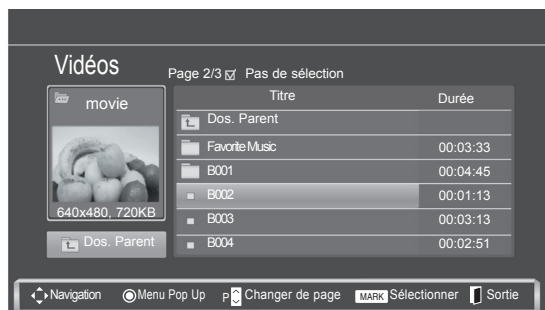 Vidéos
Page 2/3 Pas de sélection
movie
640x480, 720KB
Dos. Parent
Titre Durée
Dos. Parent
Favorite Music 00:03:33
B001 00:04:45
B002 00:01:13
B003 00:03:13
B004 00:02:51
Navigation Menu Pop Up P Changer de page MARK Sélectionner Sortie